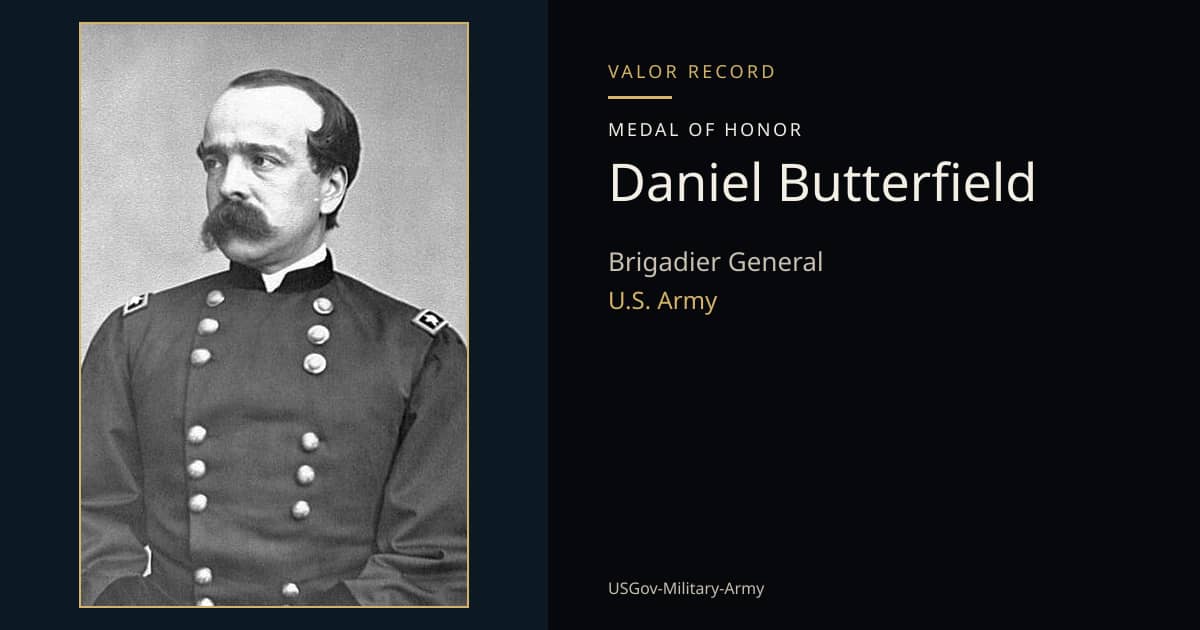 VALOR RECORD
MEDAL OF HONOR
Daniel Butterfield
Brigadier General
U.S. Army
USGov-Military-Army